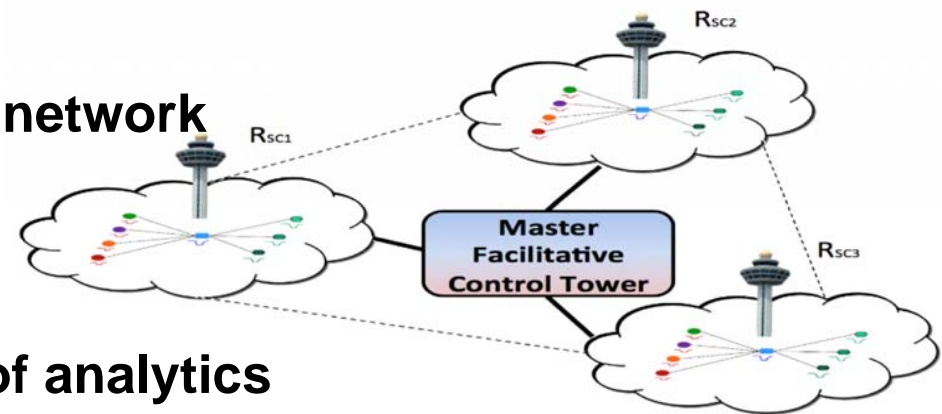 RSC2
network
RSC1
Master
Facilitative
Control Tower
RSC3
of analytics